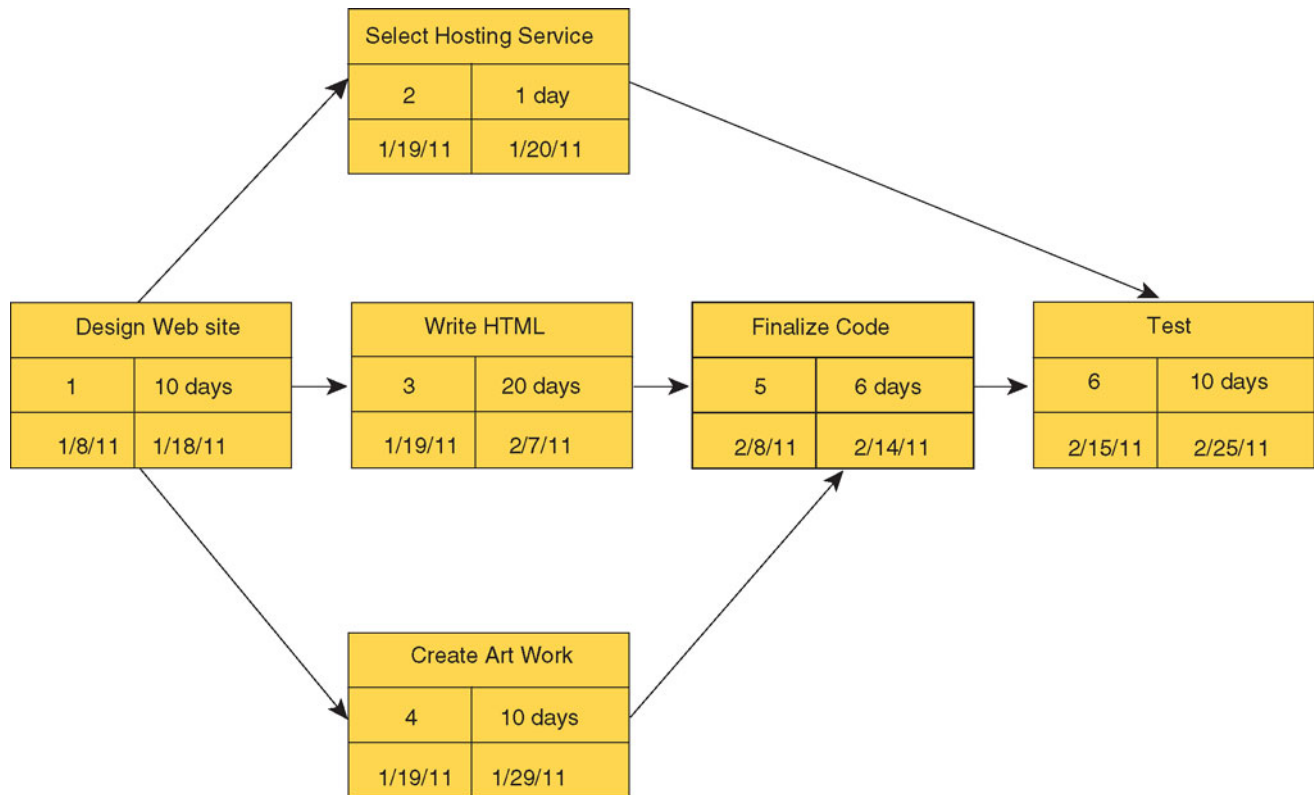 Select Hosting Service
2 1 day
1/19/11 1/20/11
Design Web site
1 10 days
1/8/11 1/18/11
Write HTML
3 20 days
1/19/11 2/7/11
Finalize Code
5 6 days
2/8/11 2/14/11
Test
6 10 days
2/15/11 2/25/11
Create Art Work
4 10 days
1/19/11 1/29/11